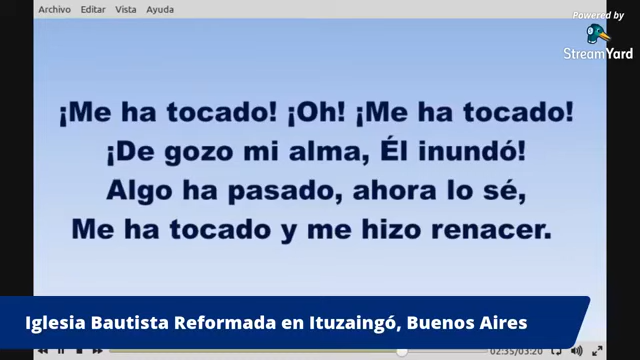 Archivo Editar Vista Ayuda
Powered by
StreamYard
¡Me ha tocado! ¡Oh! ¡Me ha tocado!
¡De gozo mi alma, Él inundó!
Algo ha pasado, ahora lo sé,
Me ha tocado y me hizo renacer.
Iglesia Bautista Reformada en Ituzaingó, Buenos Aires
02:35/03:20